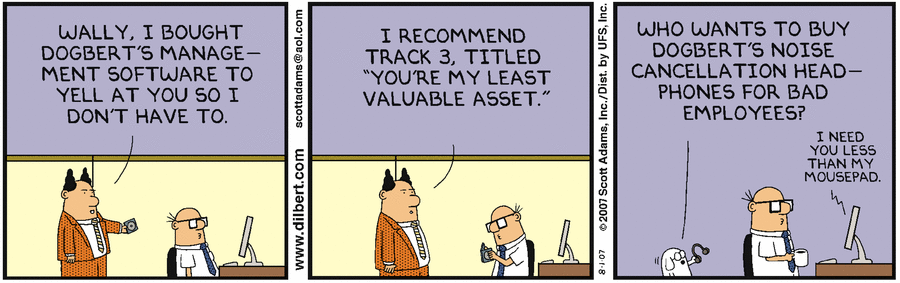 WALLY, I BOUGHT
DOGBERT'S MANAGE-
MENT SOFTWARE TO
YELL AT YOU SO I
DON'T HAVE TO.
www.dilbert.com scottadams@aol.com
I RECOMMEND
TRACK 3, TITLED
"YOU'RE MY LEAST
VALUABLE ASSET."
8-1-07 © 2007 Scott Adams, Inc./Dist. by UFS, Inc.
WHO WANTS TO BUY
DOGBERT'S NOISE
CANCELLATION HEAD-
PHONES FOR BAD
EMPLOYEES?
I NEED
YOU LESS
THAN MY
MOUSEPAD.